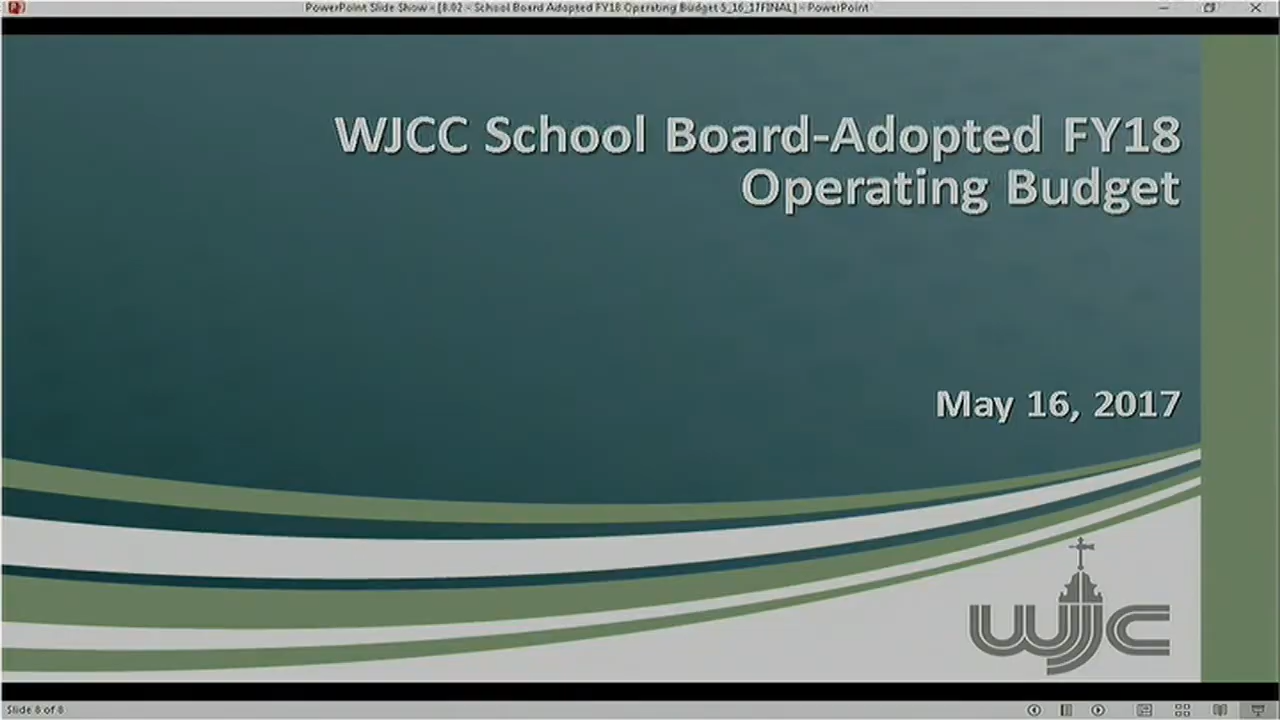 PowerPoint Slide Show - [8.02 - School Board Adopted FY18 Operating Budget 5_16_17FINAL] - PowerPoint
WJCC School Board-Adopted FY18
Operating Budget
May 16, 2017
WJC
Slide 8 of 8